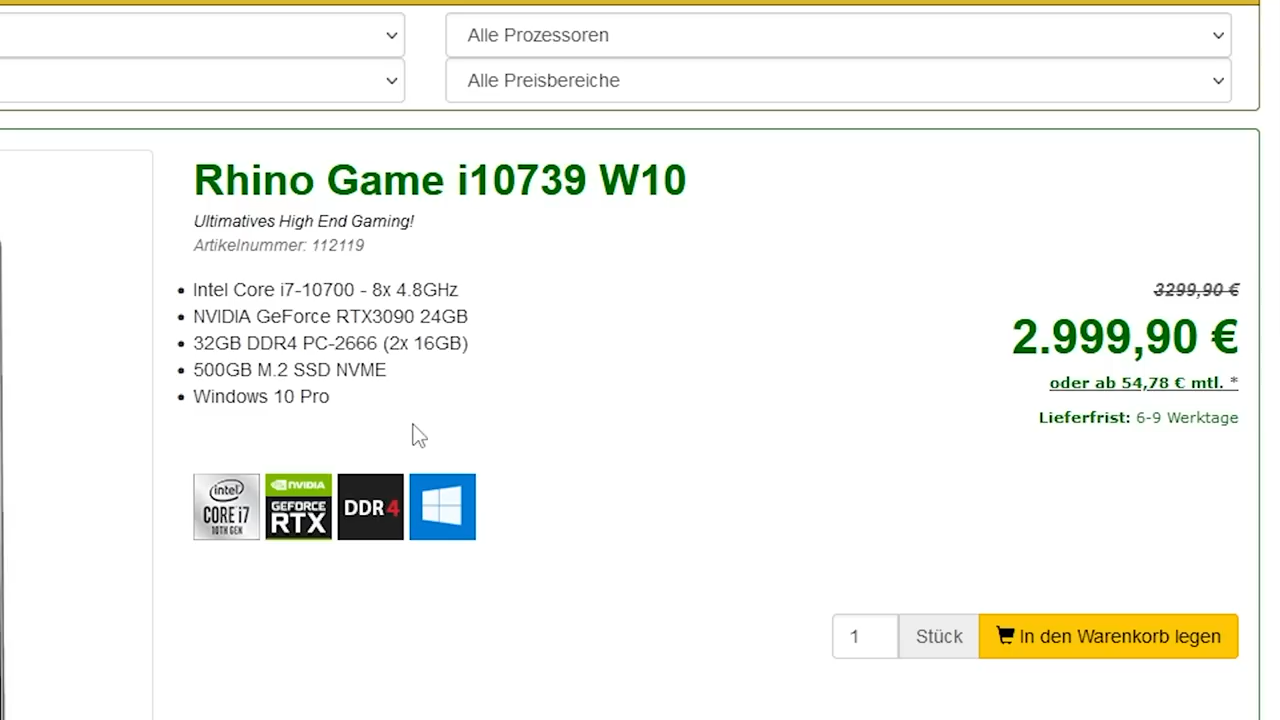 Alle Prozessoren
Alle Preisbereiche
Rhino Game i10739 W10
Ultimatives High End Gaming!
Artikelnummer: 112119
Intel Core i7-10700 - 8x 4.8GHz
NVIDIA GeForce RTX3090 24GB
32GB DDR4 PC-2666 (2x 16GB)
500GB M.2 SSD NVME
Windows 10 Pro
3299,90 €
2.999,90 €
oder ab 54,78 € mtl. *
Lieferfrist: 6-9 Werktage
intel
CORE i7
10TH GEN
NVIDIA
GEFORCE
RTX
DDR4
1
Stück
In den Warenkorb legen